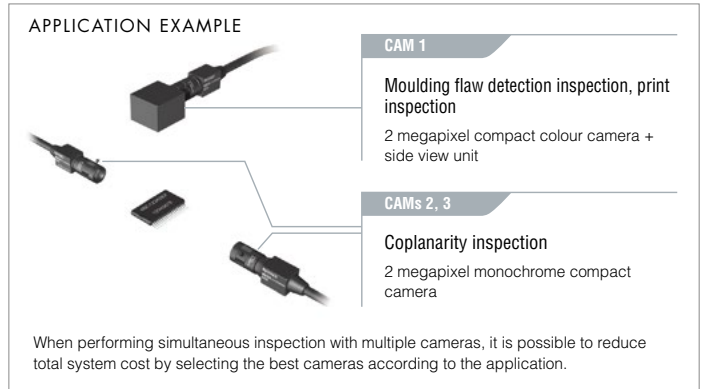 APPLICATION EXAMPLE
CAM 1
Moulding flaw detection inspection, print
inspection
2 megapixel compact colour camera +
side view unit
CAMs 2, 3
Coplanarity inspection
2 megapixel monochrome compact
camera
When performing simultaneous inspection with multiple cameras, it is possible to reduce
total system cost by selecting the best cameras according to the application.